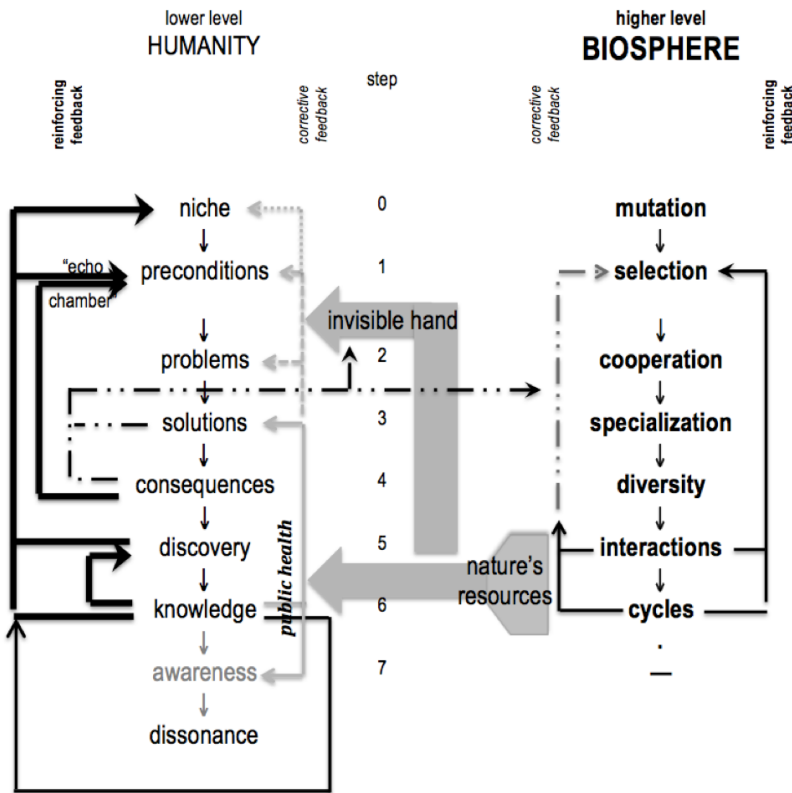 lower level
HUMANITY
higher level
BIOSPHERE
reinforcing
feedback
corrective
feedback
step
corrective
feedback
reinforcing
feedback
niche
0
mutation
"echo
chamber"
preconditions
1
selection
invisible hand
problems
2
cooperation
solutions
3
specialization
consequences
4
diversity
discovery
5
interactions
nature's
resources
knowledge
6
cycles
public health
awareness
7
dissonance